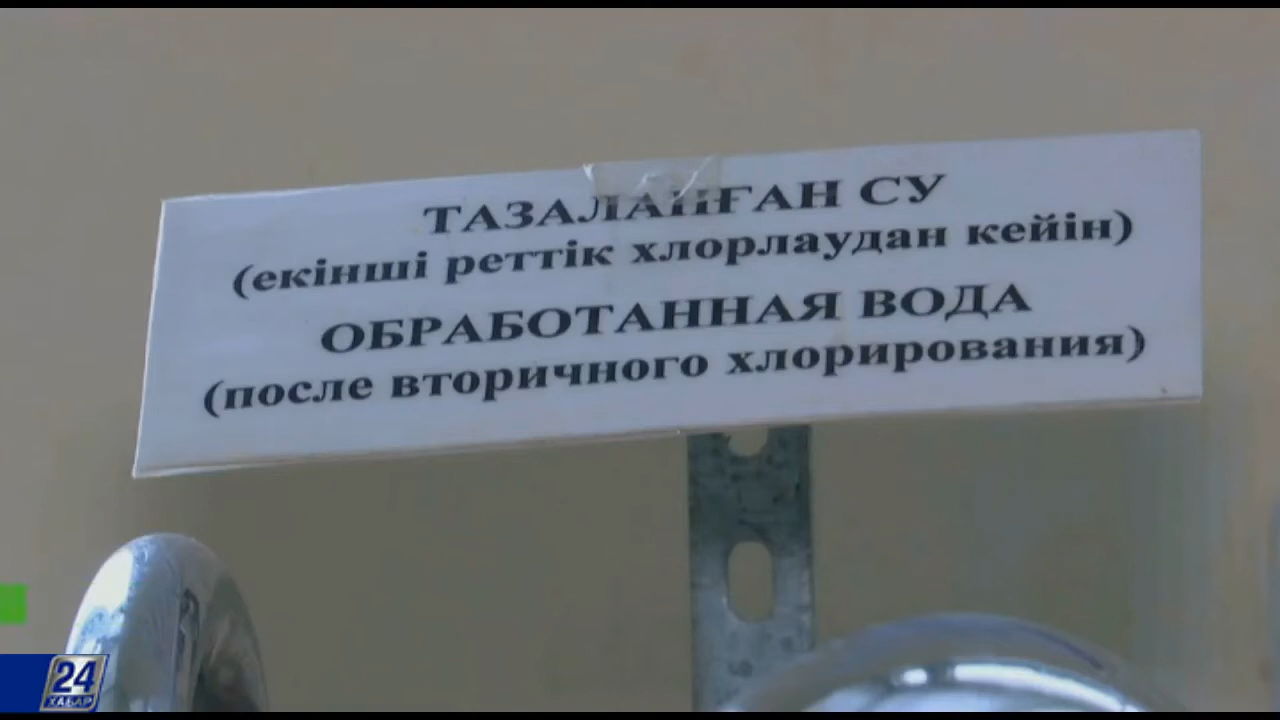 ТАЗАЛАНҒАН СУ
(екінші реттік хлорлаудан кейін)
ОБРАБОТАННАЯ ВОДА
(после вторичного хлорирования)
24
ХАБАР